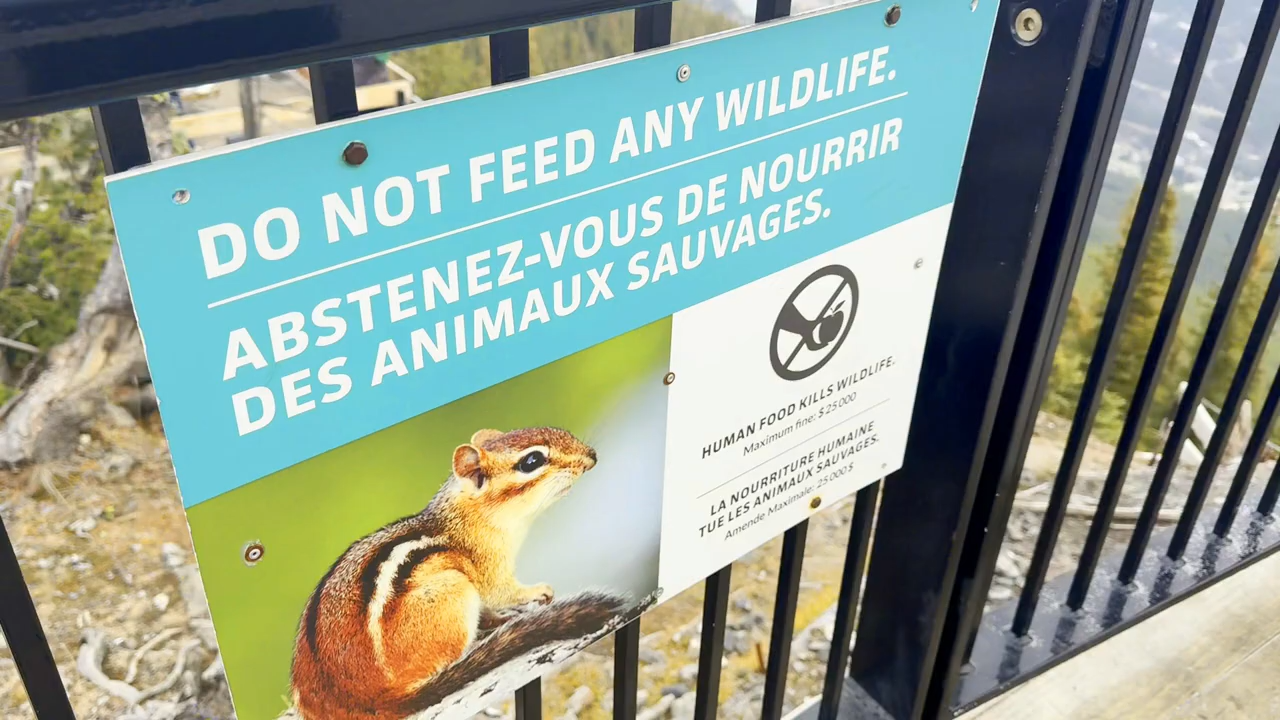 DO NOT FEED ANY WILDLIFE.
ABSTENEZ-VOUS DE NOURRIR
DES ANIMAUX SAUVAGES.
HUMAN FOOD KILLS WILDLIFE.
Maximum fine: $25 000
LA NOURRITURE HUMAINE
TUE LES ANIMAUX SAUVAGES.
Amende Maximale: 25 000 $